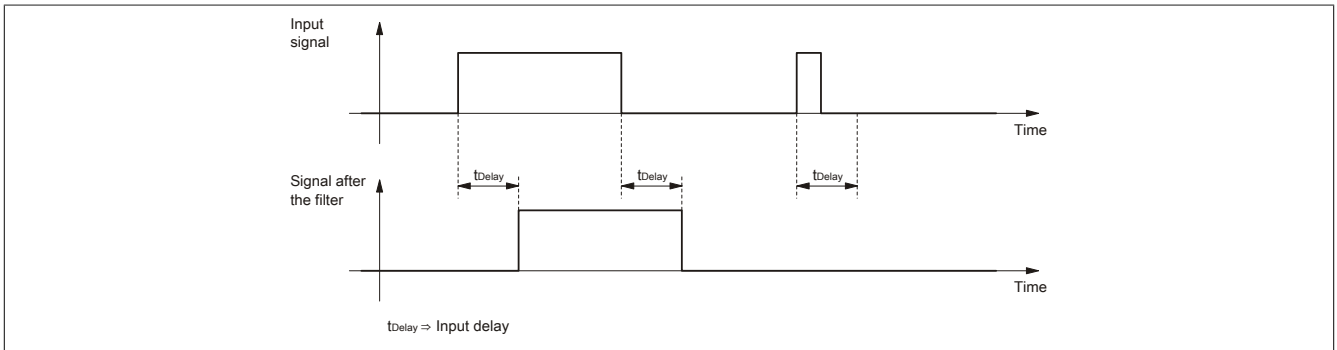 Input
signal
Time
Signal after
the filter
tDelay
tDelay
tDelay
Time
tDelay ⇒ Input delay